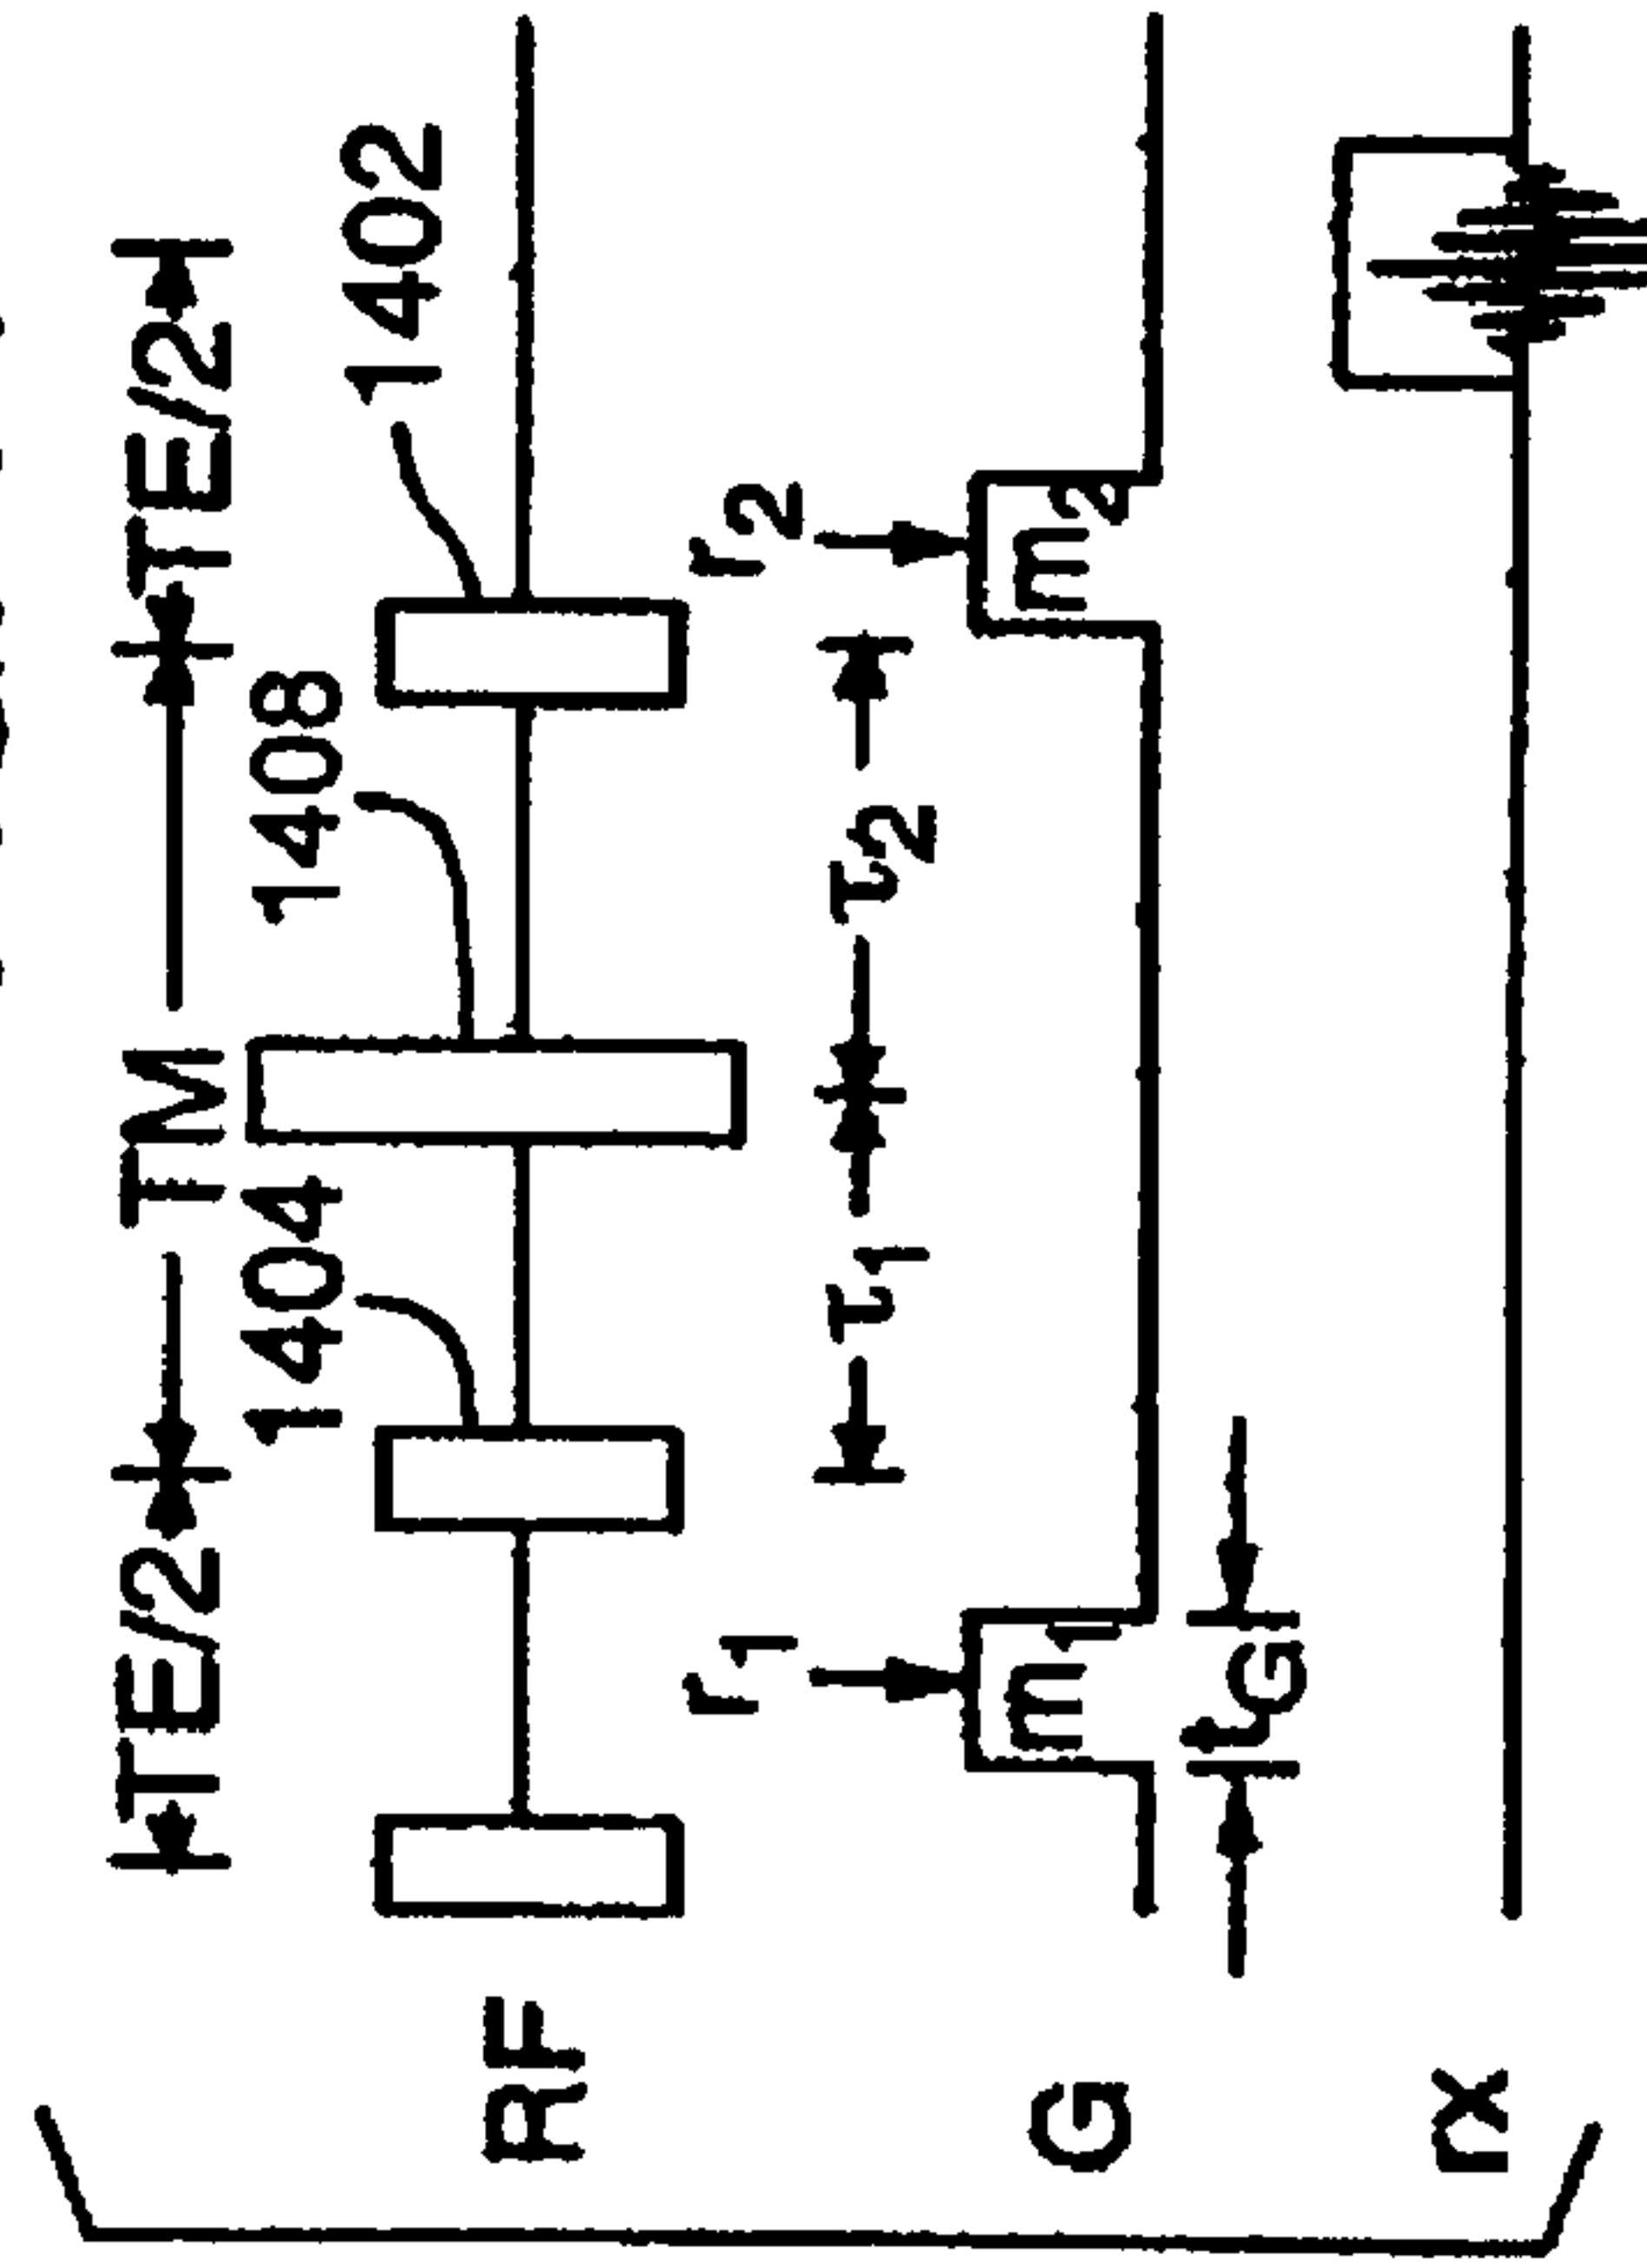 TE/2 TM TE/2
1404 1408 1402
RF
τ1 τ2
r1 r2
G m1 m2
tG
rx